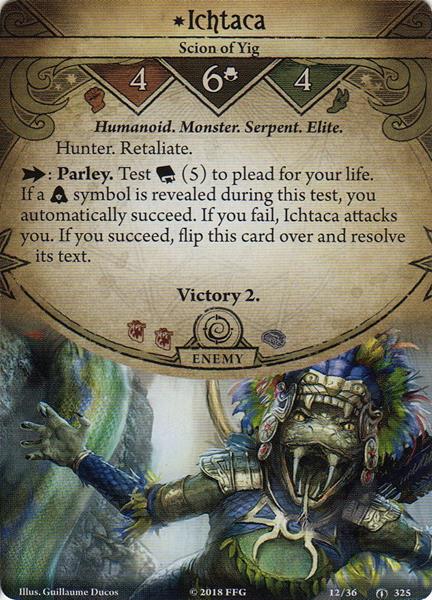 Ichtaca
Scion of Yig
4 6 4
Humanoid. Monster. Serpent. Elite.
Hunter. Retaliate.
: Parley. Test (5) to plead for your life.
If a symbol is revealed during this test, you
automatically succeed. If you fail, Ichtaca attacks
you. If you succeed, flip this card over and resolve
its text.
Victory 2.
ENEMY
Illus. Guillaume Ducos © 2018 FFG 12/36 325